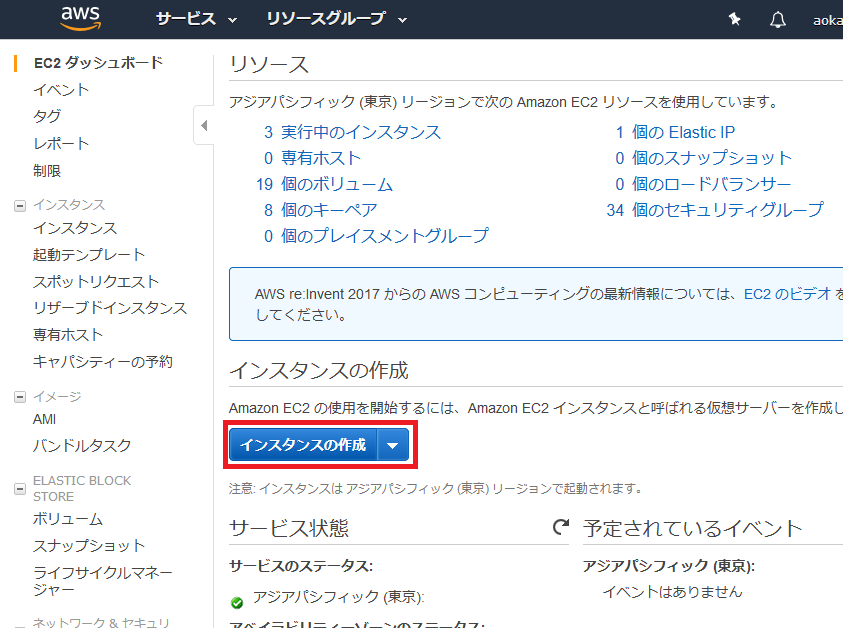 aws サービス リソースグループ aoka
EC2 ダッシュボード
イベント
タグ
レポート
制限
インスタンス
インスタンス
起動テンプレート
スポットリクエスト
リザーブドインスタンス
専有ホスト
キャパシティーの予約
イメージ
AMI
バンドルタスク
ELASTIC BLOCK
STORE
ボリューム
スナップショット
ライフサイクルマネー
ジャー
ネットワーク & セキュリ
リソース
アジアパシフィック (東京) リージョンで次の Amazon EC2 リソースを使用しています。
3 実行中のインスタンス
0 専有ホスト
19 個のボリューム
8 個のキーペア
0 個のプレイスメントグループ
1 個の Elastic IP
0 個のスナップショット
0 個のロードバランサー
34 個のセキュリティグループ
AWS re:Invent 2017 からの AWS コンピューティングの最新情報については、EC2 のビデオ を
してください。
インスタンスの作成
Amazon EC2 の使用を開始するには、Amazon EC2 インスタンスと呼ばれる仮想サーバーを作成し
インスタンスの作成
注意: インスタンスは アジアパシフィック (東京) リージョンで起動されます。
サービス状態
サービスのステータス:
アジアパシフィック (東京):
アベイラビリティーゾーンのステータス:
予定されているイベント
アジアパシフィック (東京):
イベントはありません